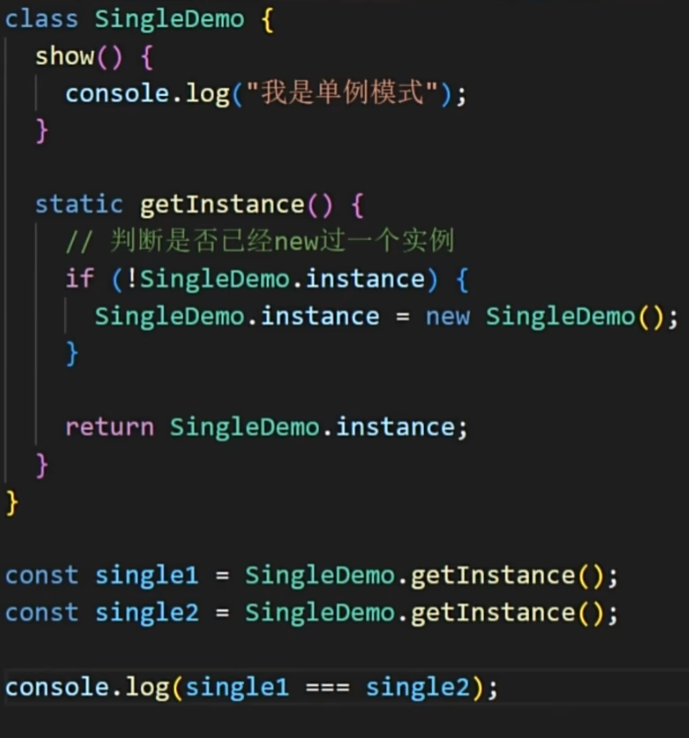 class SingleDemo {
show() {
console.log("我是单例模式");
}
static getInstance() {
// 判断是否已经new过一个实例
if (!SingleDemo.instance) {
SingleDemo.instance = new SingleDemo();
}
return SingleDemo.instance;
}
}
const single1 = SingleDemo.getInstance();
const single2 = SingleDemo.getInstance();
console.log(single1 === single2);